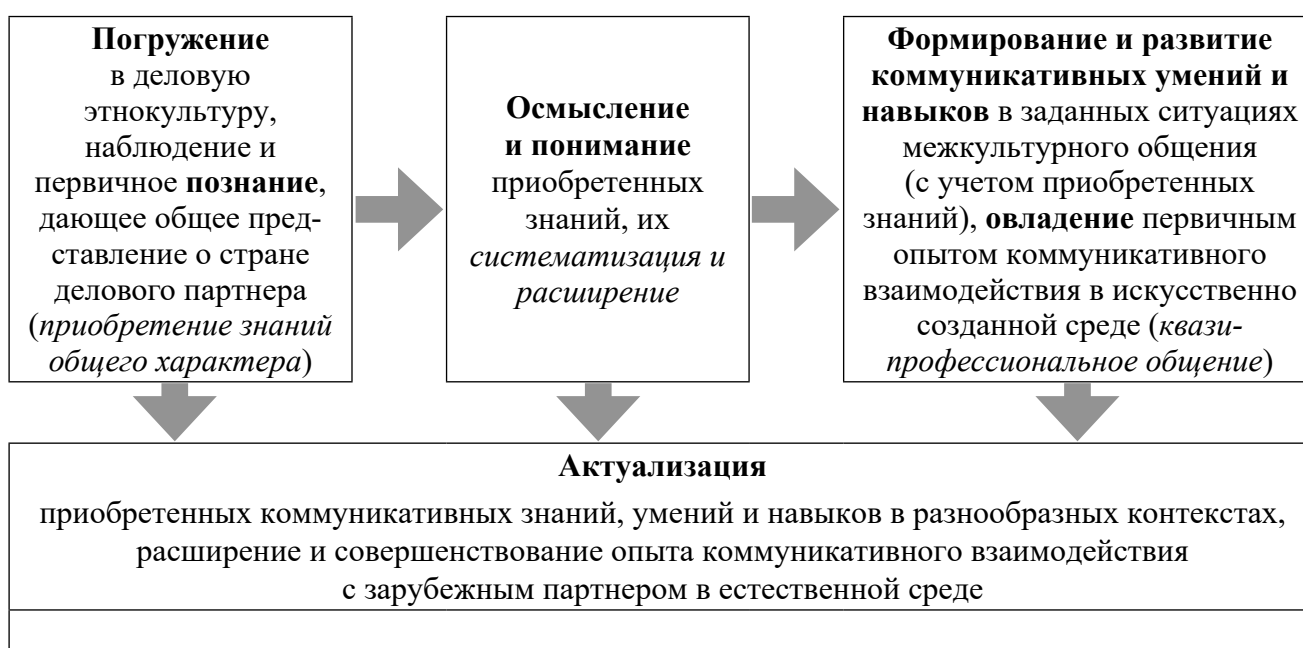 Погружение
в деловую
этнокультуру,
наблюдение и
первичное познание,
дающее общее пред-
ставление о стране
делового партнера
(приобретение знаний
общего характера)
Осмысление
и понимание
приобретенных
знаний, их
систематизация и
расширение
Формирование и развитие
коммуникативных умений и
навыков в заданных ситуациях
межкультурного общения
(с учетом приобретенных
знаний), овладение первичным
опытом коммуникативного
взаимодействия в искусственно
созданной среде (квази-
профессиональное общение)
Актуализация
приобретенных коммуникативных знаний, умений и навыков в разнообразных контекстах,
расширение и совершенствование опыта коммуникативного взаимодействия
с зарубежным партнером в естественной среде